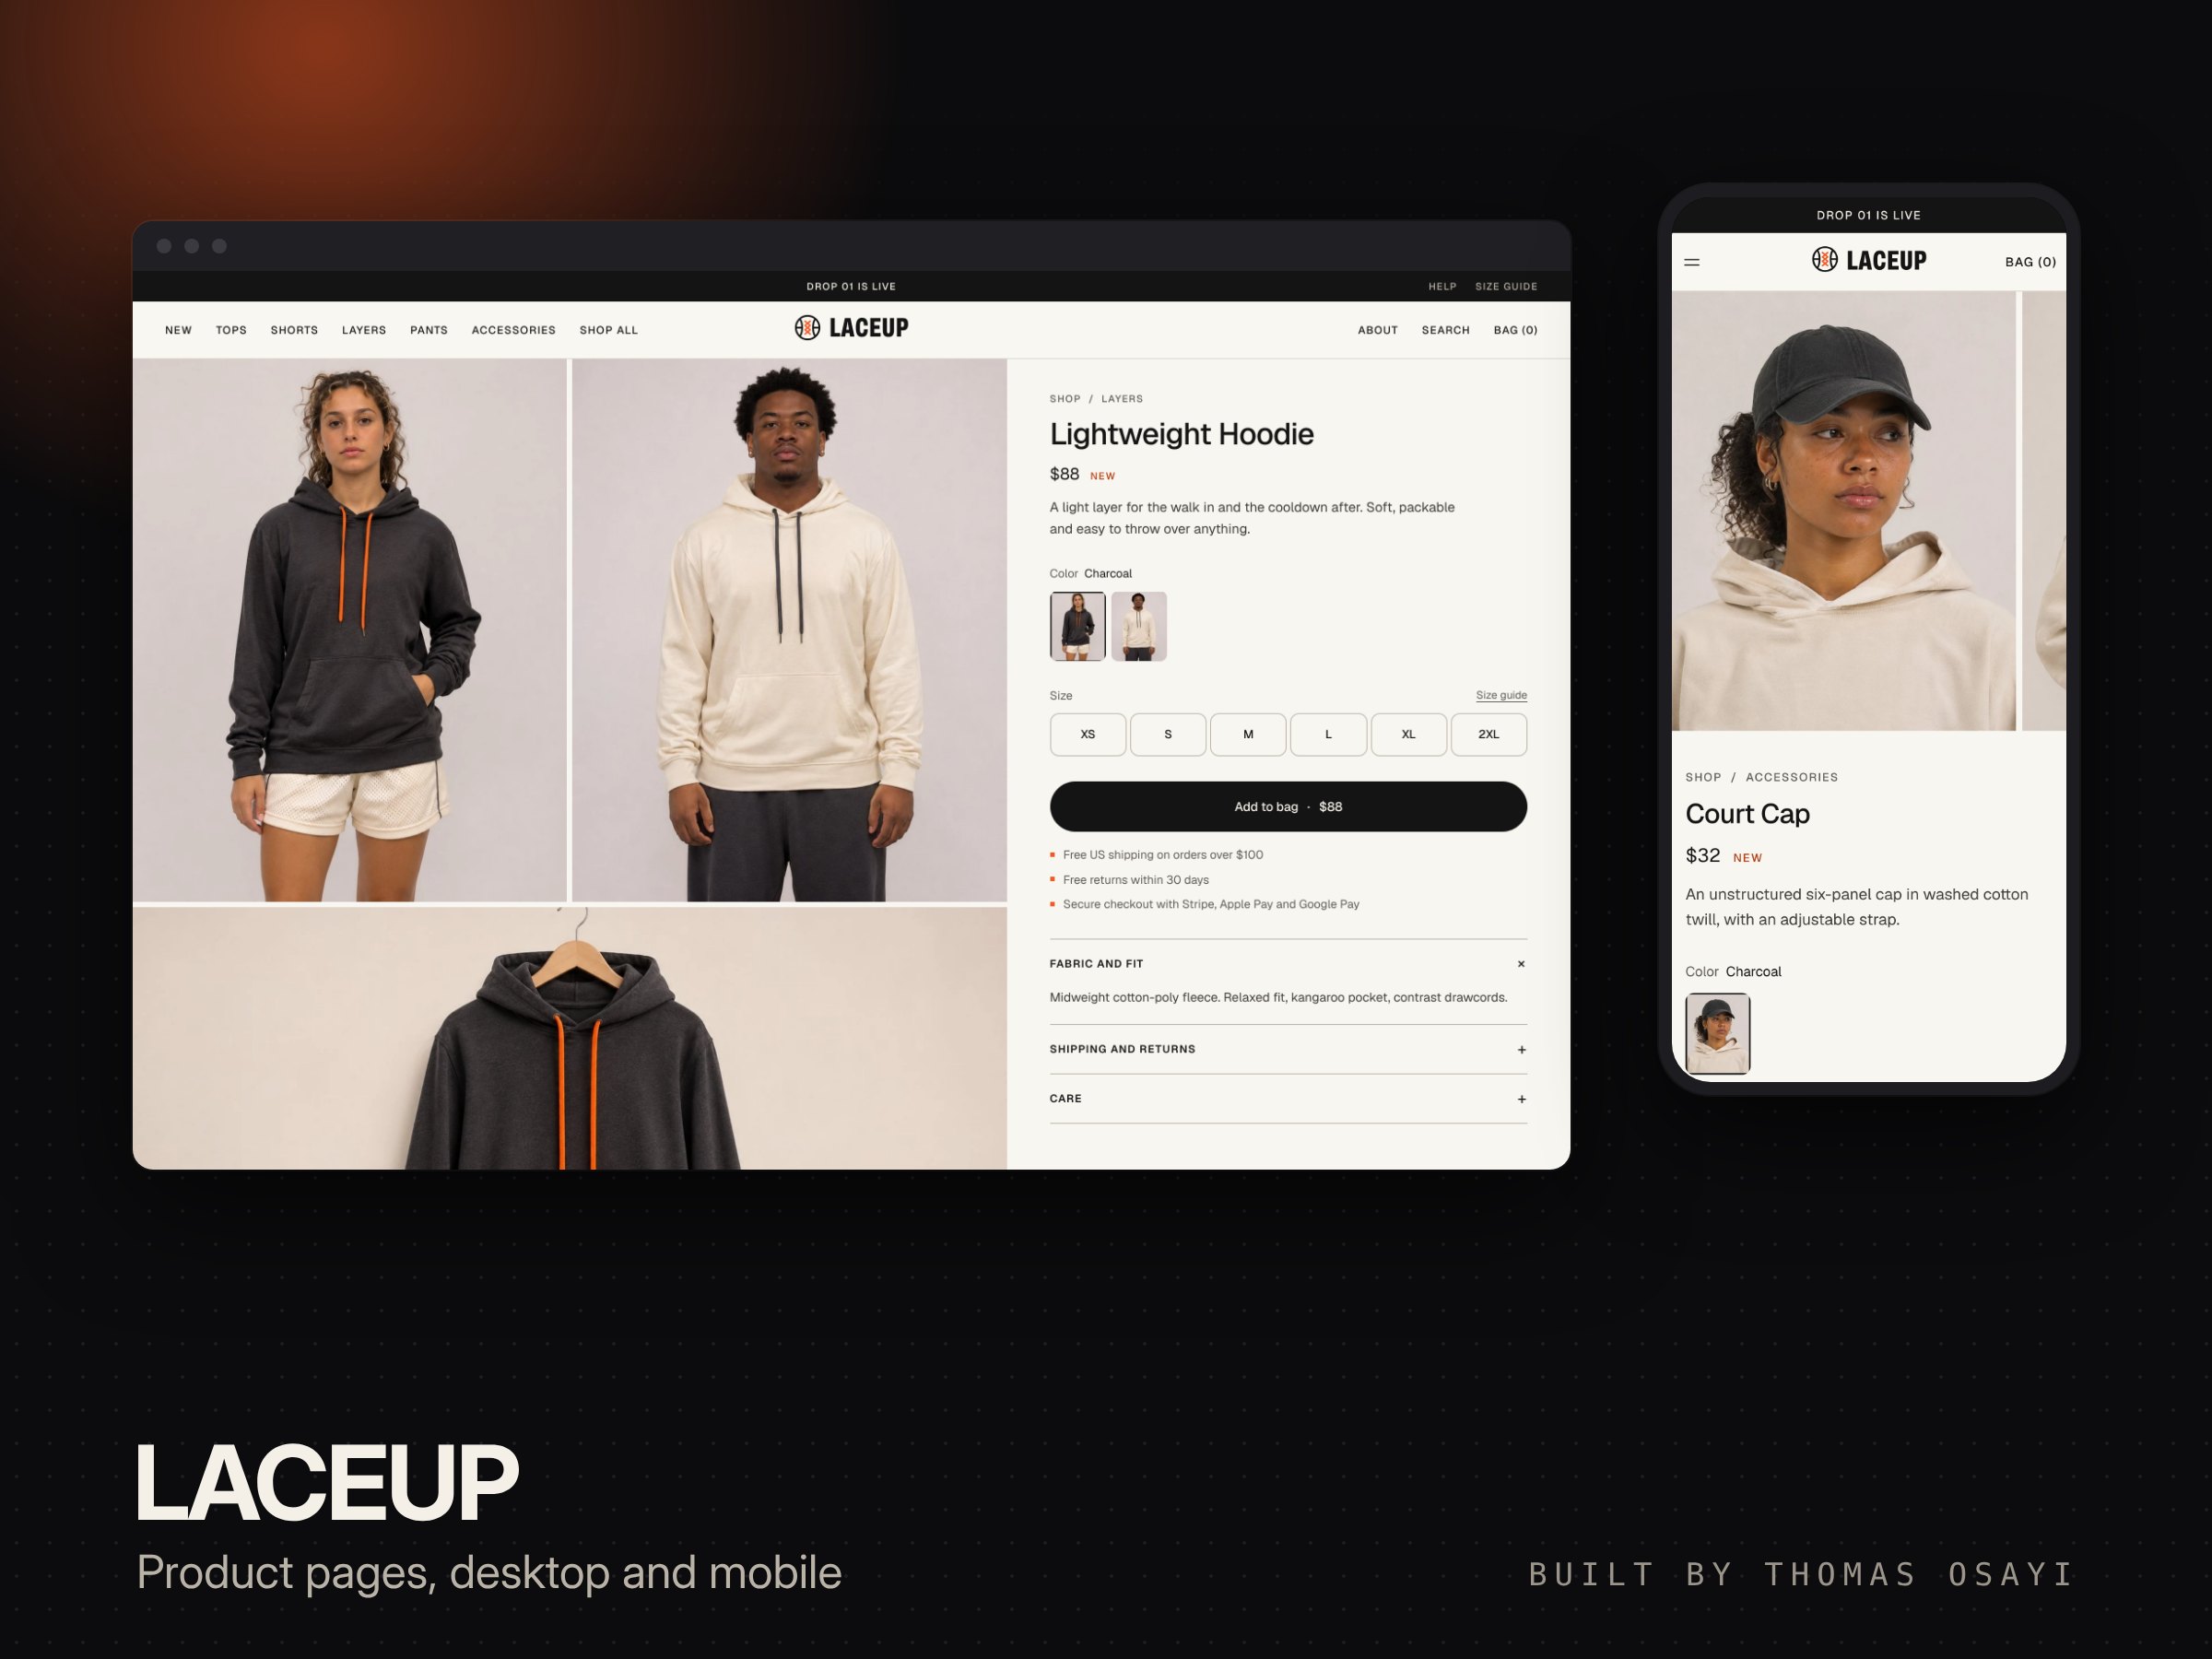 DROP 01 IS LIVE
HELP SIZE GUIDE
NEW TOPS SHORTS LAYERS PANTS ACCESSORIES SHOP ALL
LACEUP
ABOUT SEARCH BAG (0)
SHOP / LAYERS
Lightweight Hoodie
$88 NEW
A light layer for the walk in and the cooldown after. Soft, packable
and easy to throw over anything.
Color Charcoal
Size Size guide
XS S M L XL 2XL
Add to bag · $88
Free US shipping on orders over $100
Free returns within 30 days
Secure checkout with Stripe, Apple Pay and Google Pay
FABRIC AND FIT ×
Midweight cotton-poly fleece. Relaxed fit, kangaroo pocket, contrast drawcords.
SHIPPING AND RETURNS +
CARE +
DROP 01 IS LIVE
LACEUP
BAG (0)
SHOP / ACCESSORIES
Court Cap
$32 NEW
An unstructured six-panel cap in washed cotton
twill, with an adjustable strap.
Color Charcoal
LACEUP
Product pages, desktop and mobile
BUILT BY THOMAS OSAYI